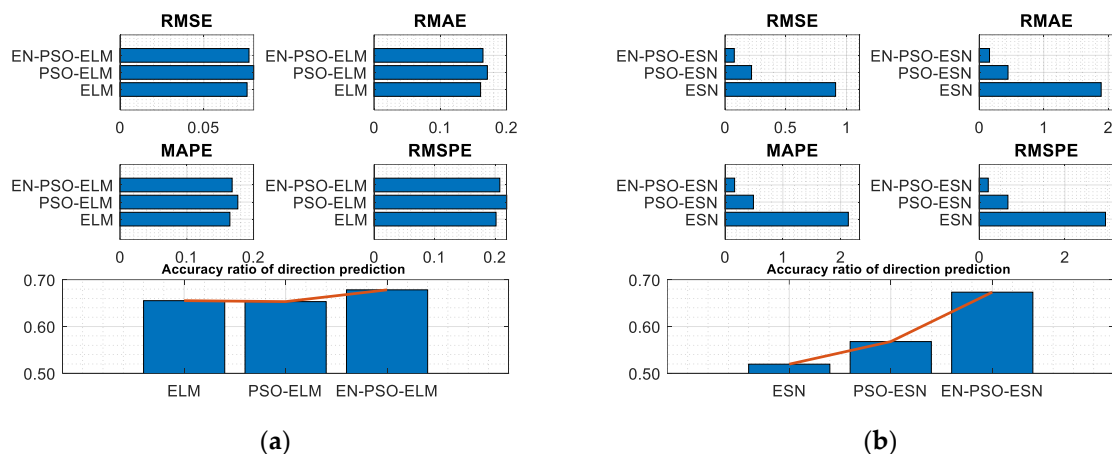 RMSE
EN-PSO-ELM
PSO-ELM
ELM
0 0.05
RMAE
EN-PSO-ELM
PSO-ELM
ELM
0 0.1 0.2
MAPE
EN-PSO-ELM
PSO-ELM
ELM
0 0.1 0.2
RMSPE
EN-PSO-ELM
PSO-ELM
ELM
0 0.1 0.2
Accuracy ratio of direction prediction
0.70
0.60
0.50
ELM PSO-ELM EN-PSO-ELM
(a)
RMSE
EN-PSO-ESN
PSO-ESN
ESN
0 0.5 1
RMAE
EN-PSO-ESN
PSO-ESN
ESN
0 1 2
MAPE
EN-PSO-ESN
PSO-ESN
ESN
0 1 2
RMSPE
EN-PSO-ESN
PSO-ESN
ESN
0 2
Accuracy ratio of direction prediction
0.70
0.60
0.50
ESN PSO-ESN EN-PSO-ESN
(b)